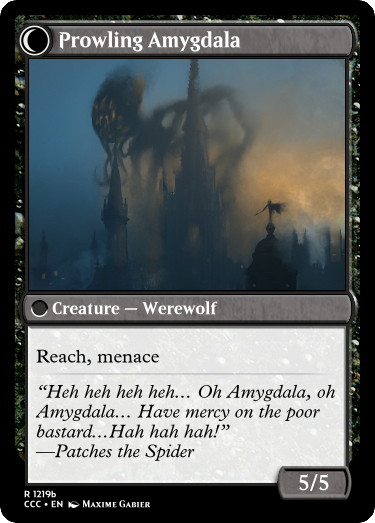 Prowling Amygdala
Creature — Werewolf
Reach, menace
“Heh heh heh heh… Oh Amygdala, oh
Amygdala… Have mercy on the poor
bastard…Hah hah hah!”
—Patches the Spider
5/5
R 1219b
CCC • EN Maxime Gabier